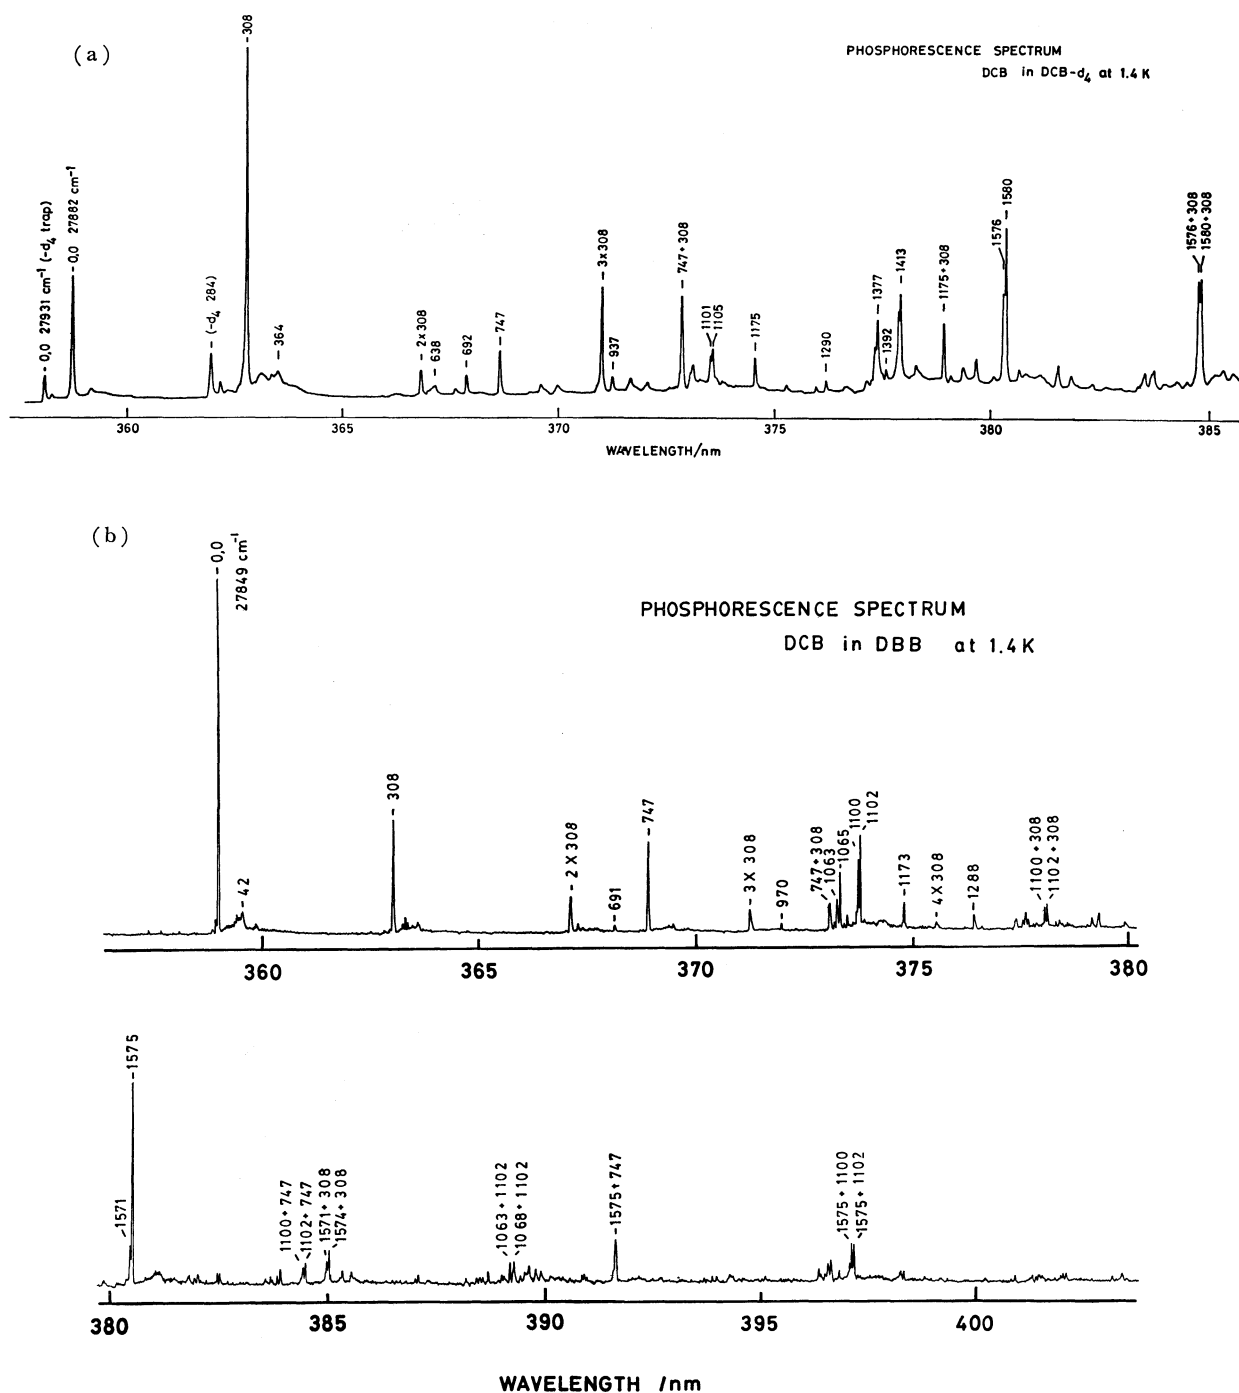 (a)
PHOSPHORESCENCE SPECTRUM
DCB in DCB-d₄ at 1.4 K
0,0 27931 cm⁻¹ (-d₄ trap)
0,0 27882 cm⁻¹
(-d₄ 284)
308
364
2 x 308
638
692
747
3 x 308
937
747 + 308
1101
1105
1175
1290
1377
1392
1413
1175 + 308
1576
1580
1576 + 308
1580 + 308
360
365
370
375
380
385
WAVELENGTH/nm
(b)
PHOSPHORESCENCE SPECTRUM
DCB in DBB at 1.4 K
0,0
27849 cm⁻¹
42
308
2 X 308
691
747
3 X 308
970
747 + 308
1063
1065
1100
1102
1173
4 X 308
1288
1100 + 308
1102 + 308
360
365
370
375
380
1571
1575
1100 + 747
1102 + 747
1571 + 308
1574 + 308
1063 + 1102
1068 + 1102
1575 + 747
1575 + 1100
1575 + 1102
380
385
390
395
400
WAVELENGTH /nm